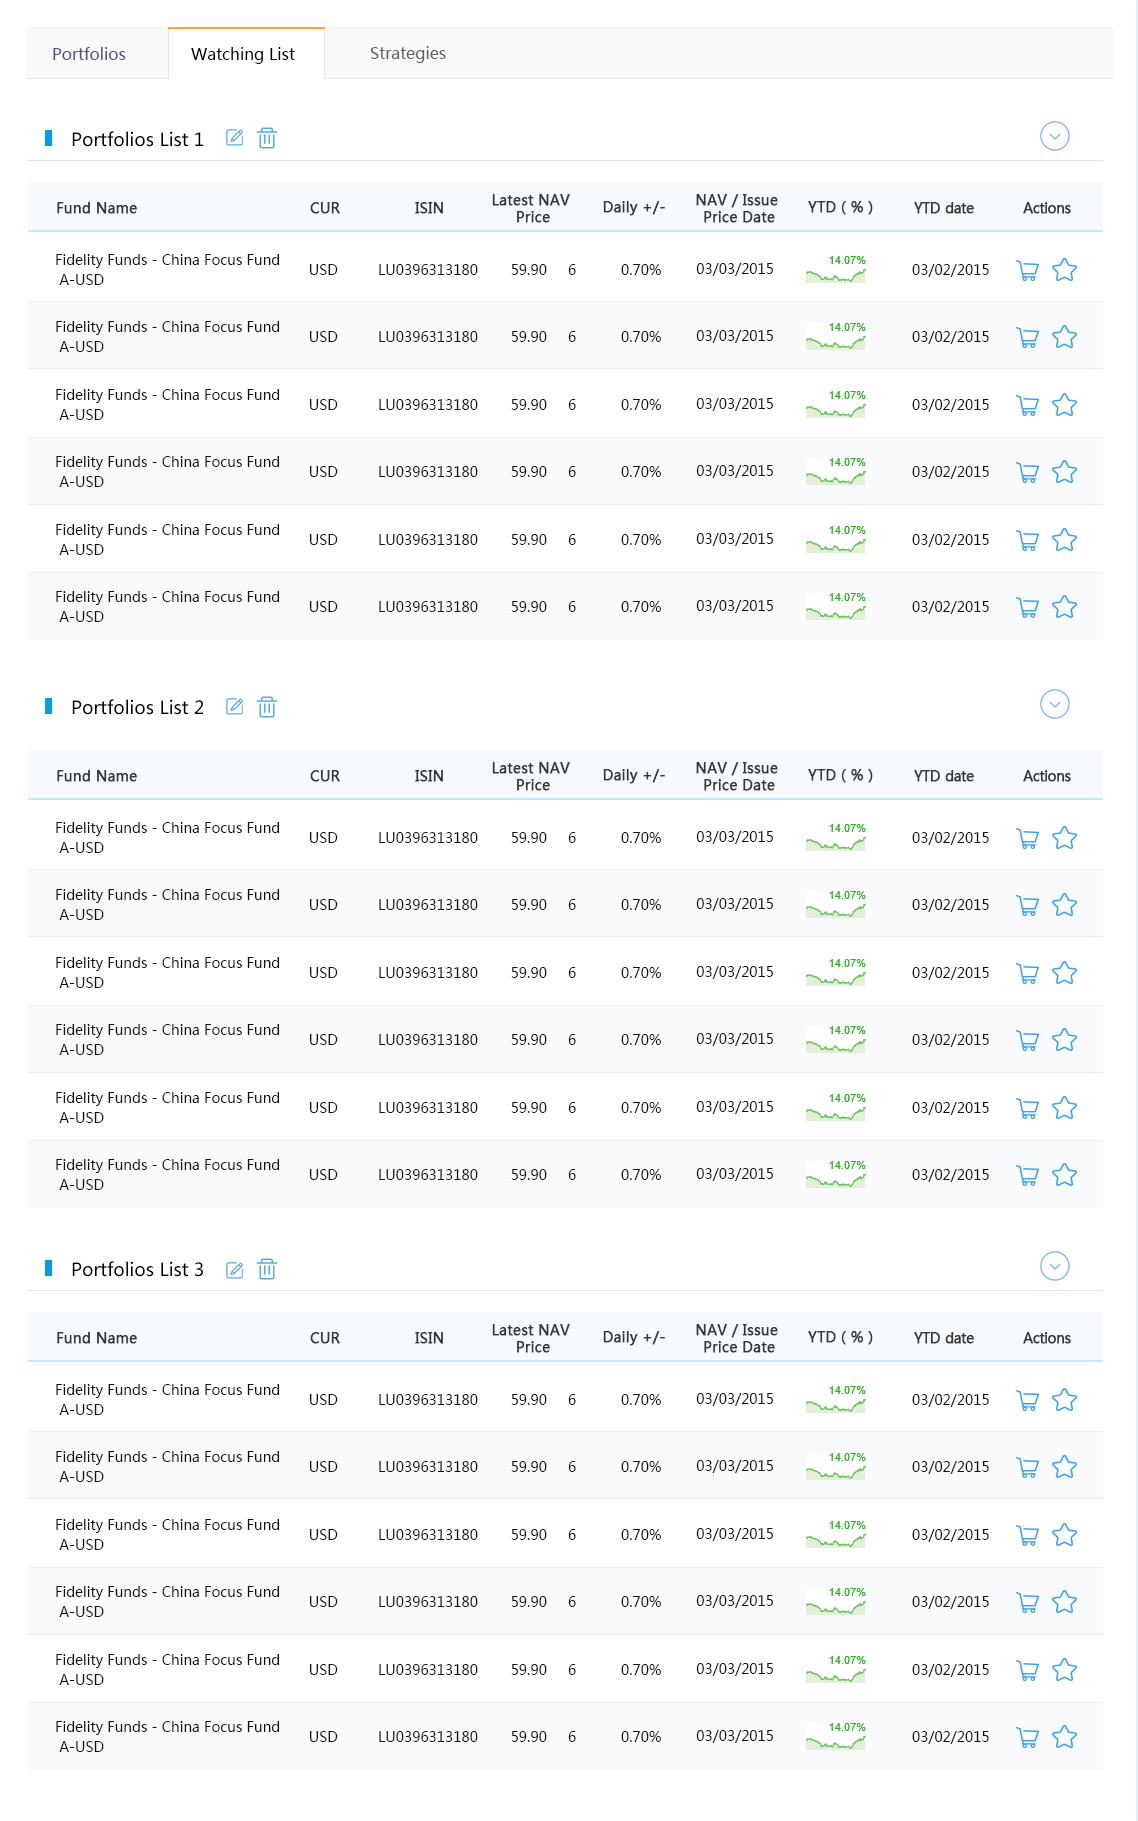 Portfolios Watching List Strategies
Portfolios List 1
Fund Name CUR ISIN Latest NAV Price Daily +/- NAV / Issue Price Date YTD ( % ) YTD date Actions
Fidelity Funds - China Focus Fund A-USD USD LU0396313180 59.90 6 0.70% 03/03/2015 14.07% 03/02/2015
Fidelity Funds - China Focus Fund A-USD USD LU0396313180 59.90 6 0.70% 03/03/2015 14.07% 03/02/2015
Fidelity Funds - China Focus Fund A-USD USD LU0396313180 59.90 6 0.70% 03/03/2015 14.07% 03/02/2015
Fidelity Funds - China Focus Fund A-USD USD LU0396313180 59.90 6 0.70% 03/03/2015 14.07% 03/02/2015
Fidelity Funds - China Focus Fund A-USD USD LU0396313180 59.90 6 0.70% 03/03/2015 14.07% 03/02/2015
Fidelity Funds - China Focus Fund A-USD USD LU0396313180 59.90 6 0.70% 03/03/2015 14.07% 03/02/2015
Portfolios List 2
Fund Name CUR ISIN Latest NAV Price Daily +/- NAV / Issue Price Date YTD ( % ) YTD date Actions
Fidelity Funds - China Focus Fund A-USD USD LU0396313180 59.90 6 0.70% 03/03/2015 14.07% 03/02/2015
Fidelity Funds - China Focus Fund A-USD USD LU0396313180 59.90 6 0.70% 03/03/2015 14.07% 03/02/2015
Fidelity Funds - China Focus Fund A-USD USD LU0396313180 59.90 6 0.70% 03/03/2015 14.07% 03/02/2015
Fidelity Funds - China Focus Fund A-USD USD LU0396313180 59.90 6 0.70% 03/03/2015 14.07% 03/02/2015
Fidelity Funds - China Focus Fund A-USD USD LU0396313180 59.90 6 0.70% 03/03/2015 14.07% 03/02/2015
Fidelity Funds - China Focus Fund A-USD USD LU0396313180 59.90 6 0.70% 03/03/2015 14.07% 03/02/2015
Portfolios List 3
Fund Name CUR ISIN Latest NAV Price Daily +/- NAV / Issue Price Date YTD ( % ) YTD date Actions
Fidelity Funds - China Focus Fund A-USD USD LU0396313180 59.90 6 0.70% 03/03/2015 14.07% 03/02/2015
Fidelity Funds - China Focus Fund A-USD USD LU0396313180 59.90 6 0.70% 03/03/2015 14.07% 03/02/2015
Fidelity Funds - China Focus Fund A-USD USD LU0396313180 59.90 6 0.70% 03/03/2015 14.07% 03/02/2015
Fidelity Funds - China Focus Fund A-USD USD LU0396313180 59.90 6 0.70% 03/03/2015 14.07% 03/02/2015
Fidelity Funds - China Focus Fund A-USD USD LU0396313180 59.90 6 0.70% 03/03/2015 14.07% 03/02/2015
Fidelity Funds - China Focus Fund A-USD USD LU0396313180 59.90 6 0.70% 03/03/2015 14.07% 03/02/2015